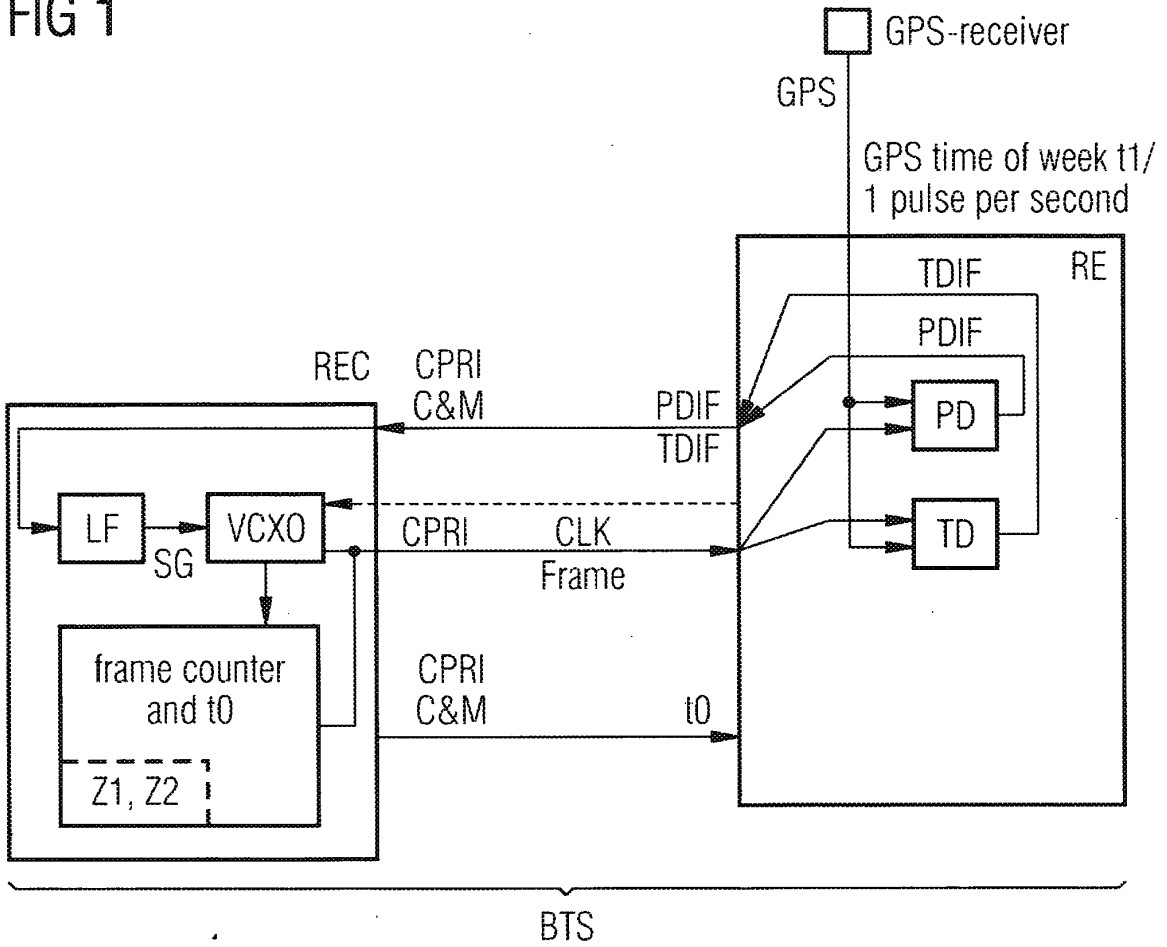 FIG 1
GPS-receiver
GPS
GPS time of week t1/
1 pulse per second
RE
TDIF
PDIF
PD
TD
REC
CPRI
C&M
PDIF
TDIF
LF
SG
VCXO
CPRI
CLK
Frame
frame counter
and t0
Z1, Z2
CPRI
C&M
t0
BTS